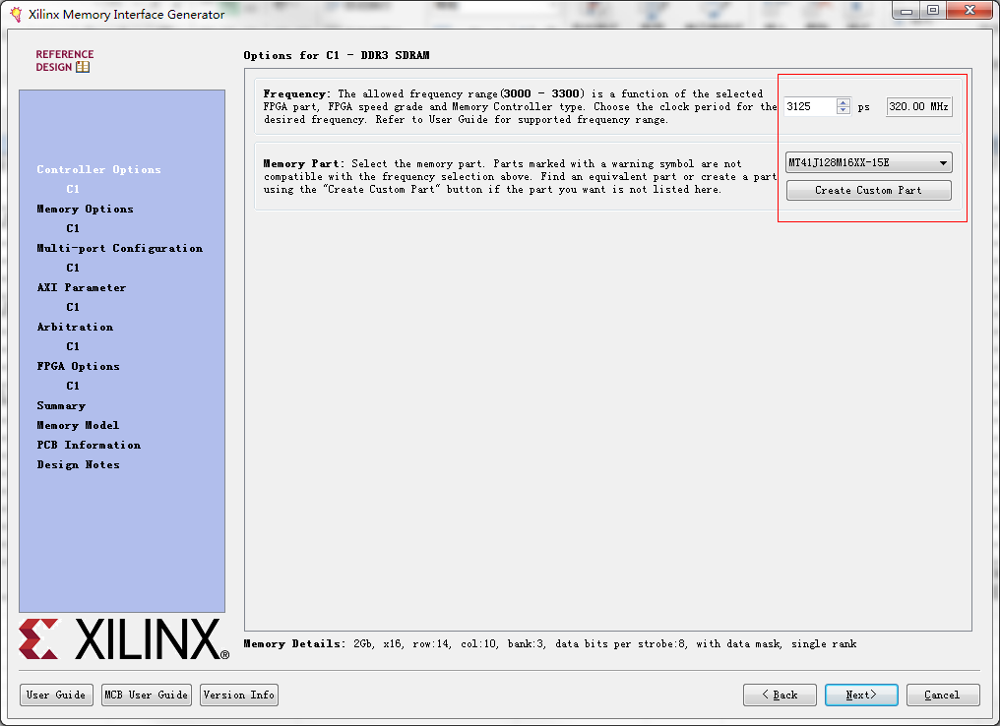 Xilinx Memory Interface Generator
REFERENCE
DESIGN
Controller Options
C1
Memory Options
C1
Multi-port Configuration
C1
AXI Parameter
C1
Arbitration
C1
FPGA Options
C1
Summary
Memory Model
PCB Information
Design Notes
XILINX®
Options for C1 - DDR3 SDRAM
Frequency: The allowed frequency range(3000 - 3300) is a function of the selected
FPGA part, FPGA speed grade and Memory Controller type. Choose the clock period for the
desired frequency. Refer to User Guide for supported frequency range.
3125 ps 320.00 MHz
Memory Part: Select the memory part. Parts marked with a warning symbol are not
compatible with the frequency selection above. Find an equivalent part or create a part
using the "Create Custom Part" button if the part you want is not listed here.
MT41J128M16XX-15E
Create Custom Part
Memory Details: 2Gb, x16, row:14, col:10, bank:3, data bits per strobe:8, with data mask, single rank
User Guide MCB User Guide Version Info < Back Next> Cancel